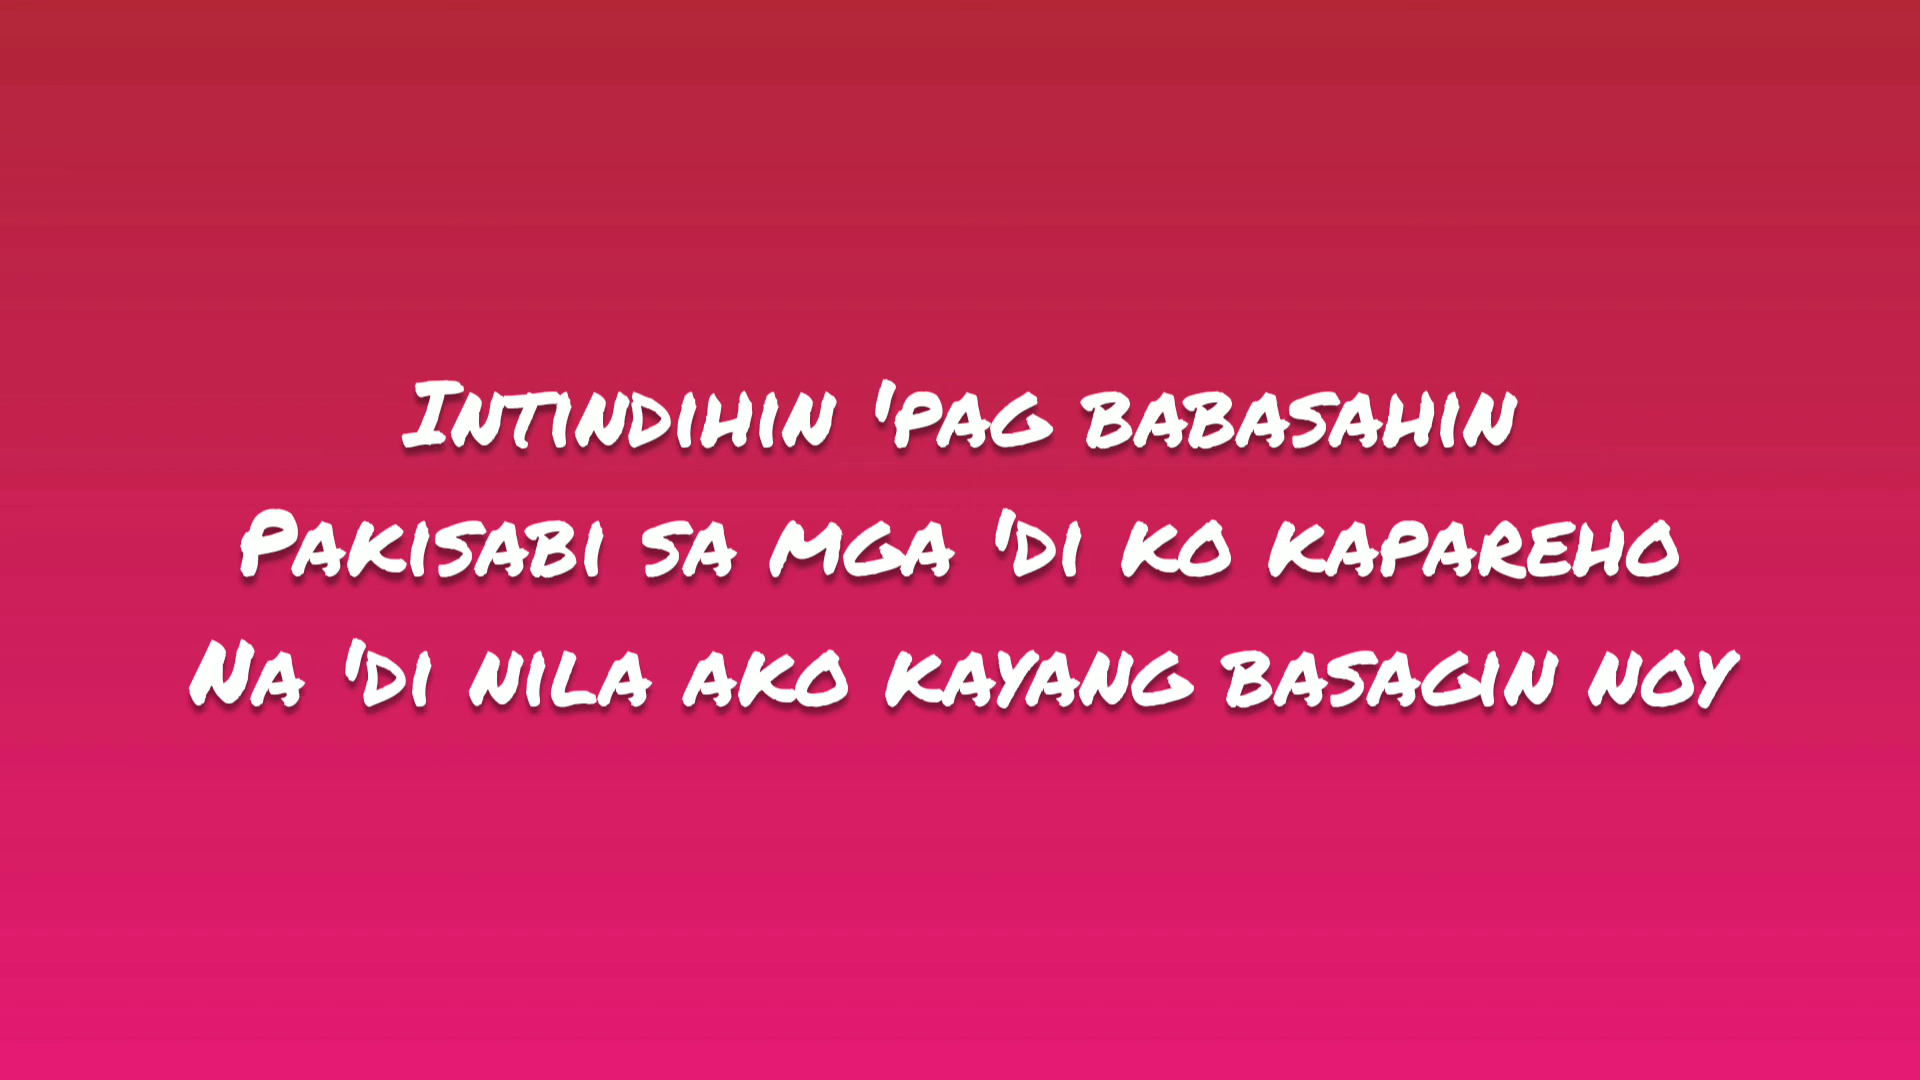 Intindihin 'pag babasahin
Pakisabi sa mga 'di ko kapareho
Na 'di nila ako kayang basagin noy